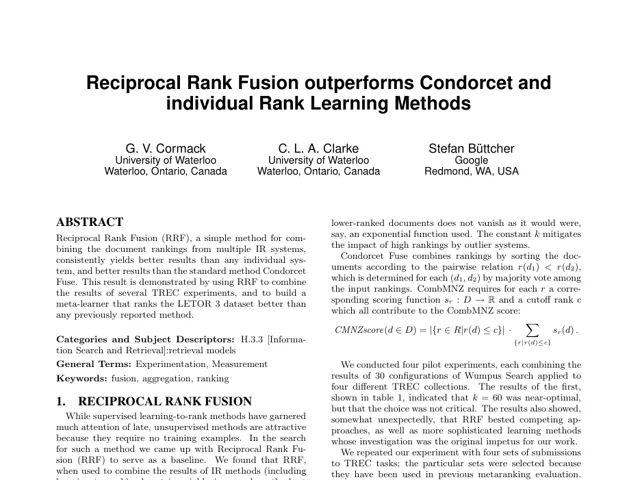 Reciprocal Rank Fusion outperforms Condorcet and
individual Rank Learning Methods
G. V. Cormack
University of Waterloo
Waterloo, Ontario, Canada
C. L. A. Clarke
University of Waterloo
Waterloo, Ontario, Canada
Stefan Büttcher
Google
Redmond, WA, USA
ABSTRACT
Reciprocal Rank Fusion (RRF), a simple method for com-
bining the document rankings from multiple IR systems,
consistently yields better results than any individual sys-
tem, and better results than the standard method Condorcet
Fuse. This result is demonstrated by using RRF to combine
the results of several TREC experiments, and to build a
meta-learner that ranks the LETOR 3 dataset better than
any previously reported method.
Categories and Subject Descriptors: H.3.3 [Informa-
tion Search and Retrieval]:retrieval models
General Terms: Experimentation, Measurement
Keywords: fusion, aggregation, ranking
1. RECIPROCAL RANK FUSION
While supervised learning-to-rank methods have garnered
much attention of late, unsupervised methods are attractive
because they require no training examples. In the search
for such a method we came up with Reciprocal Rank Fu-
sion (RRF) to serve as a baseline. We found that RRF,
when used to combine the results of IR methods (including
lower-ranked documents does not vanish as it would were,
say, an exponential function used. The constant k mitigates
the impact of high rankings by outlier systems.
Condorcet Fuse combines rankings by sorting the doc-
uments according to the pairwise relation r(d1) < r(d2),
which is determined for each (d1, d2) by majority vote among
the input rankings. CombMNZ requires for each r a corre-
sponding scoring function sr : D → ℝ and a cutoff rank c
which all contribute to the CombMNZ score:
CMNZscore(d ∈ D) = |{r ∈ R|r(d) ≤ c}| · ∑ sr(d) .
{r|r(d)≤c}
We conducted four pilot experiments, each combining the
results of 30 configurations of Wumpus Search applied to
four different TREC collections. The results of the first,
shown in table 1, indicated that k = 60 was near-optimal,
but that the choice was not critical. The results also showed,
somewhat unexpectedly, that RRF bested competing ap-
proaches, as well as more sophisticated learning methods
whose investigation was the original impetus for our work.
We repeated our experiment with four sets of submissions
to TREC tasks; the particular sets were selected because
they have been used in previous metaranking evaluation.